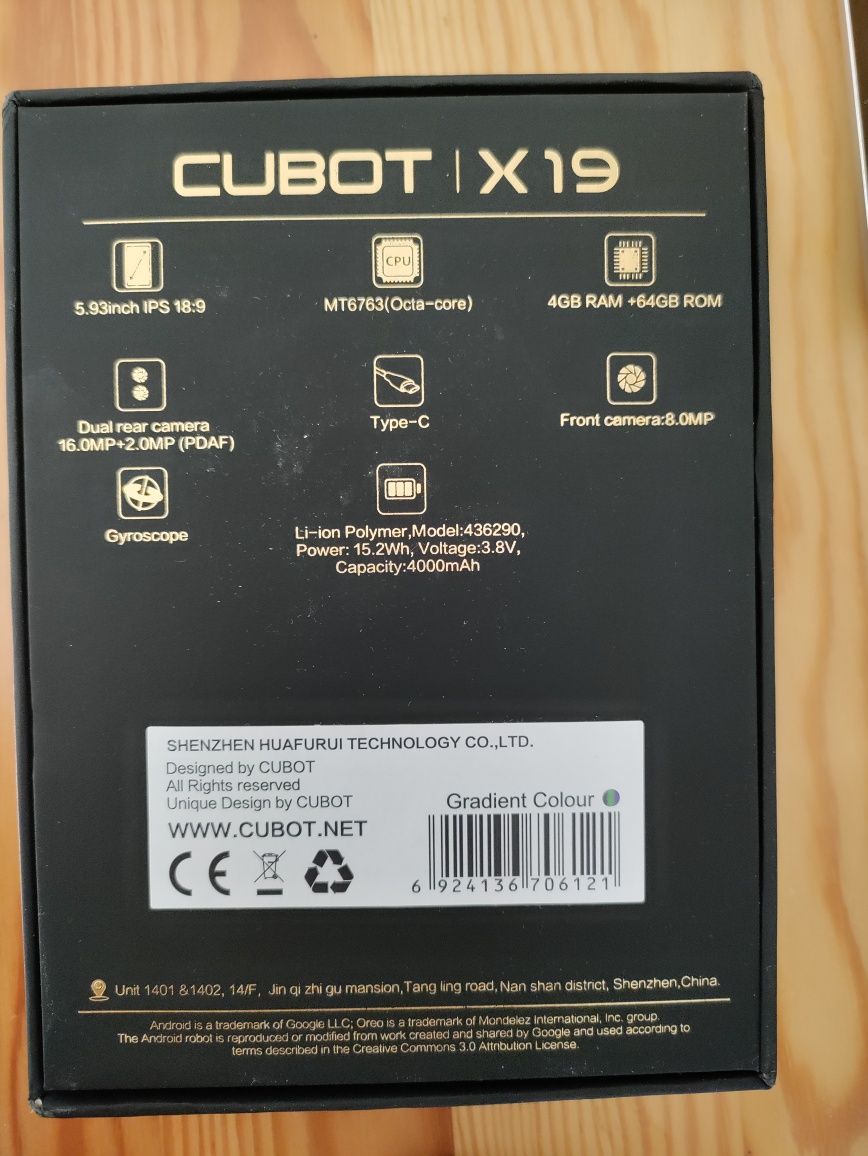 CUBOT | X19
5.93inch IPS 18:9
CPU
MT6763(Octa-core)
4GB RAM +64GB ROM
Dual rear camera
16.0MP+2.0MP (PDAF)
Type-C
Front camera:8.0MP
Gyroscope
Li-ion Polymer,Model:436290,
Power: 15.2Wh, Voltage:3.8V,
Capacity:4000mAh
SHENZHEN HUAFURUI TECHNOLOGY CO.,LTD.
Designed by CUBOT
All Rights reserved
Unique Design by CUBOT
WWW.CUBOT.NET
CE
Gradient Colour
6 924136 706121
Unit 1401 &1402, 14/F, Jin qi zhi gu mansion,Tang ling road, Nan shan district, Shenzhen,China.
Android is a trademark of Google LLC; Oreo is a trademark of Mondelez International, Inc. group.
The Android robot is reproduced or modified from work created and shared by Google and used according to
terms described in the Creative Commons 3.0 Attribution License.